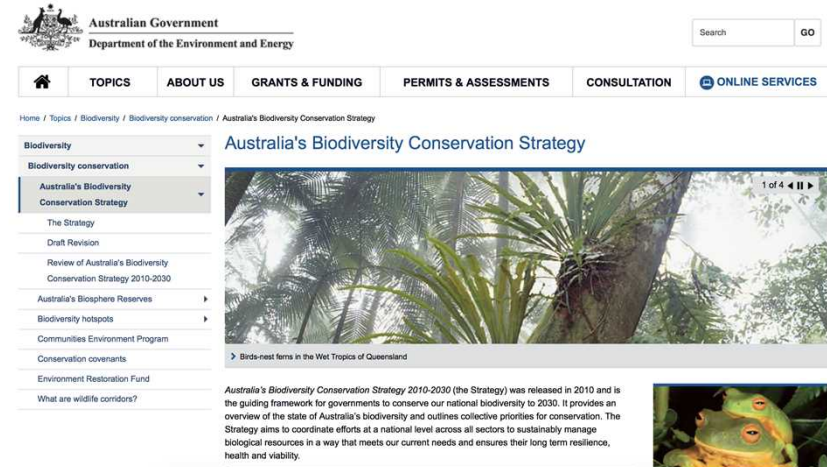 Australian Government
Department of the Environment and Energy
Search
GO
TOPICS
ABOUT US
GRANTS & FUNDING
PERMITS & ASSESSMENTS
CONSULTATION
ONLINE SERVICES
Home / Topics / Biodiversity / Biodiversity conservation / Australia's Biodiversity Conservation Strategy
Biodiversity
Biodiversity conservation
Australia's Biodiversity
Conservation Strategy
The Strategy
Draft Revision
Review of Australia's Biodiversity
Conservation Strategy 2010-2030
Australia's Biosphere Reserves
Biodiversity hotspots
Communities Environment Program
Conservation covenants
Environment Restoration Fund
What are wildlife corridors?
Australia's Biodiversity Conservation Strategy
1 of 4
Birds-nest ferns in the Wet Tropics of Queensland
Australia's Biodiversity Conservation Strategy 2010-2030 (the Strategy) was released in 2010 and is
the guiding framework for governments to conserve our national biodiversity to 2030. It provides an
overview of the state of Australia's biodiversity and outlines collective priorities for conservation. The
Strategy aims to coordinate efforts at a national level across all sectors to sustainably manage
biological resources in a way that meets our current needs and ensures their long term resilience,
health and viability.